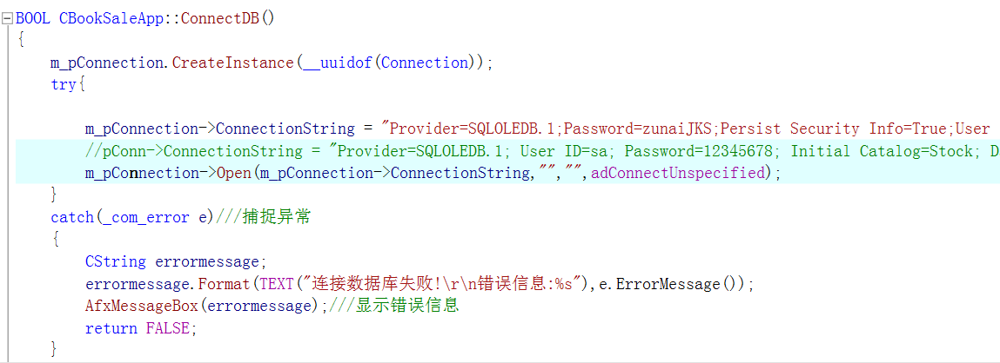 BOOL CBookSaleApp::ConnectDB()
{
m_pConnection.CreateInstance(__uuidof(Connection));
try{
m_pConnection->ConnectionString = "Provider=SQLOLEDB.1;Password=zunaiJKS;Persist Security Info=True;User
//pConn->ConnectionString = "Provider=SQLOLEDB.1; User ID=sa; Password=12345678; Initial Catalog=Stock; D
m_pConnection->Open(m_pConnection->ConnectionString,"","",adConnectUnspecified);
}
catch(_com_error e)///捕捉异常
{
CString errormessage;
errormessage.Format(TEXT("连接数据库失败!\r\n错误信息:%s"),e.ErrorMessage());
AfxMessageBox(errormessage);///显示错误信息
return FALSE;
}